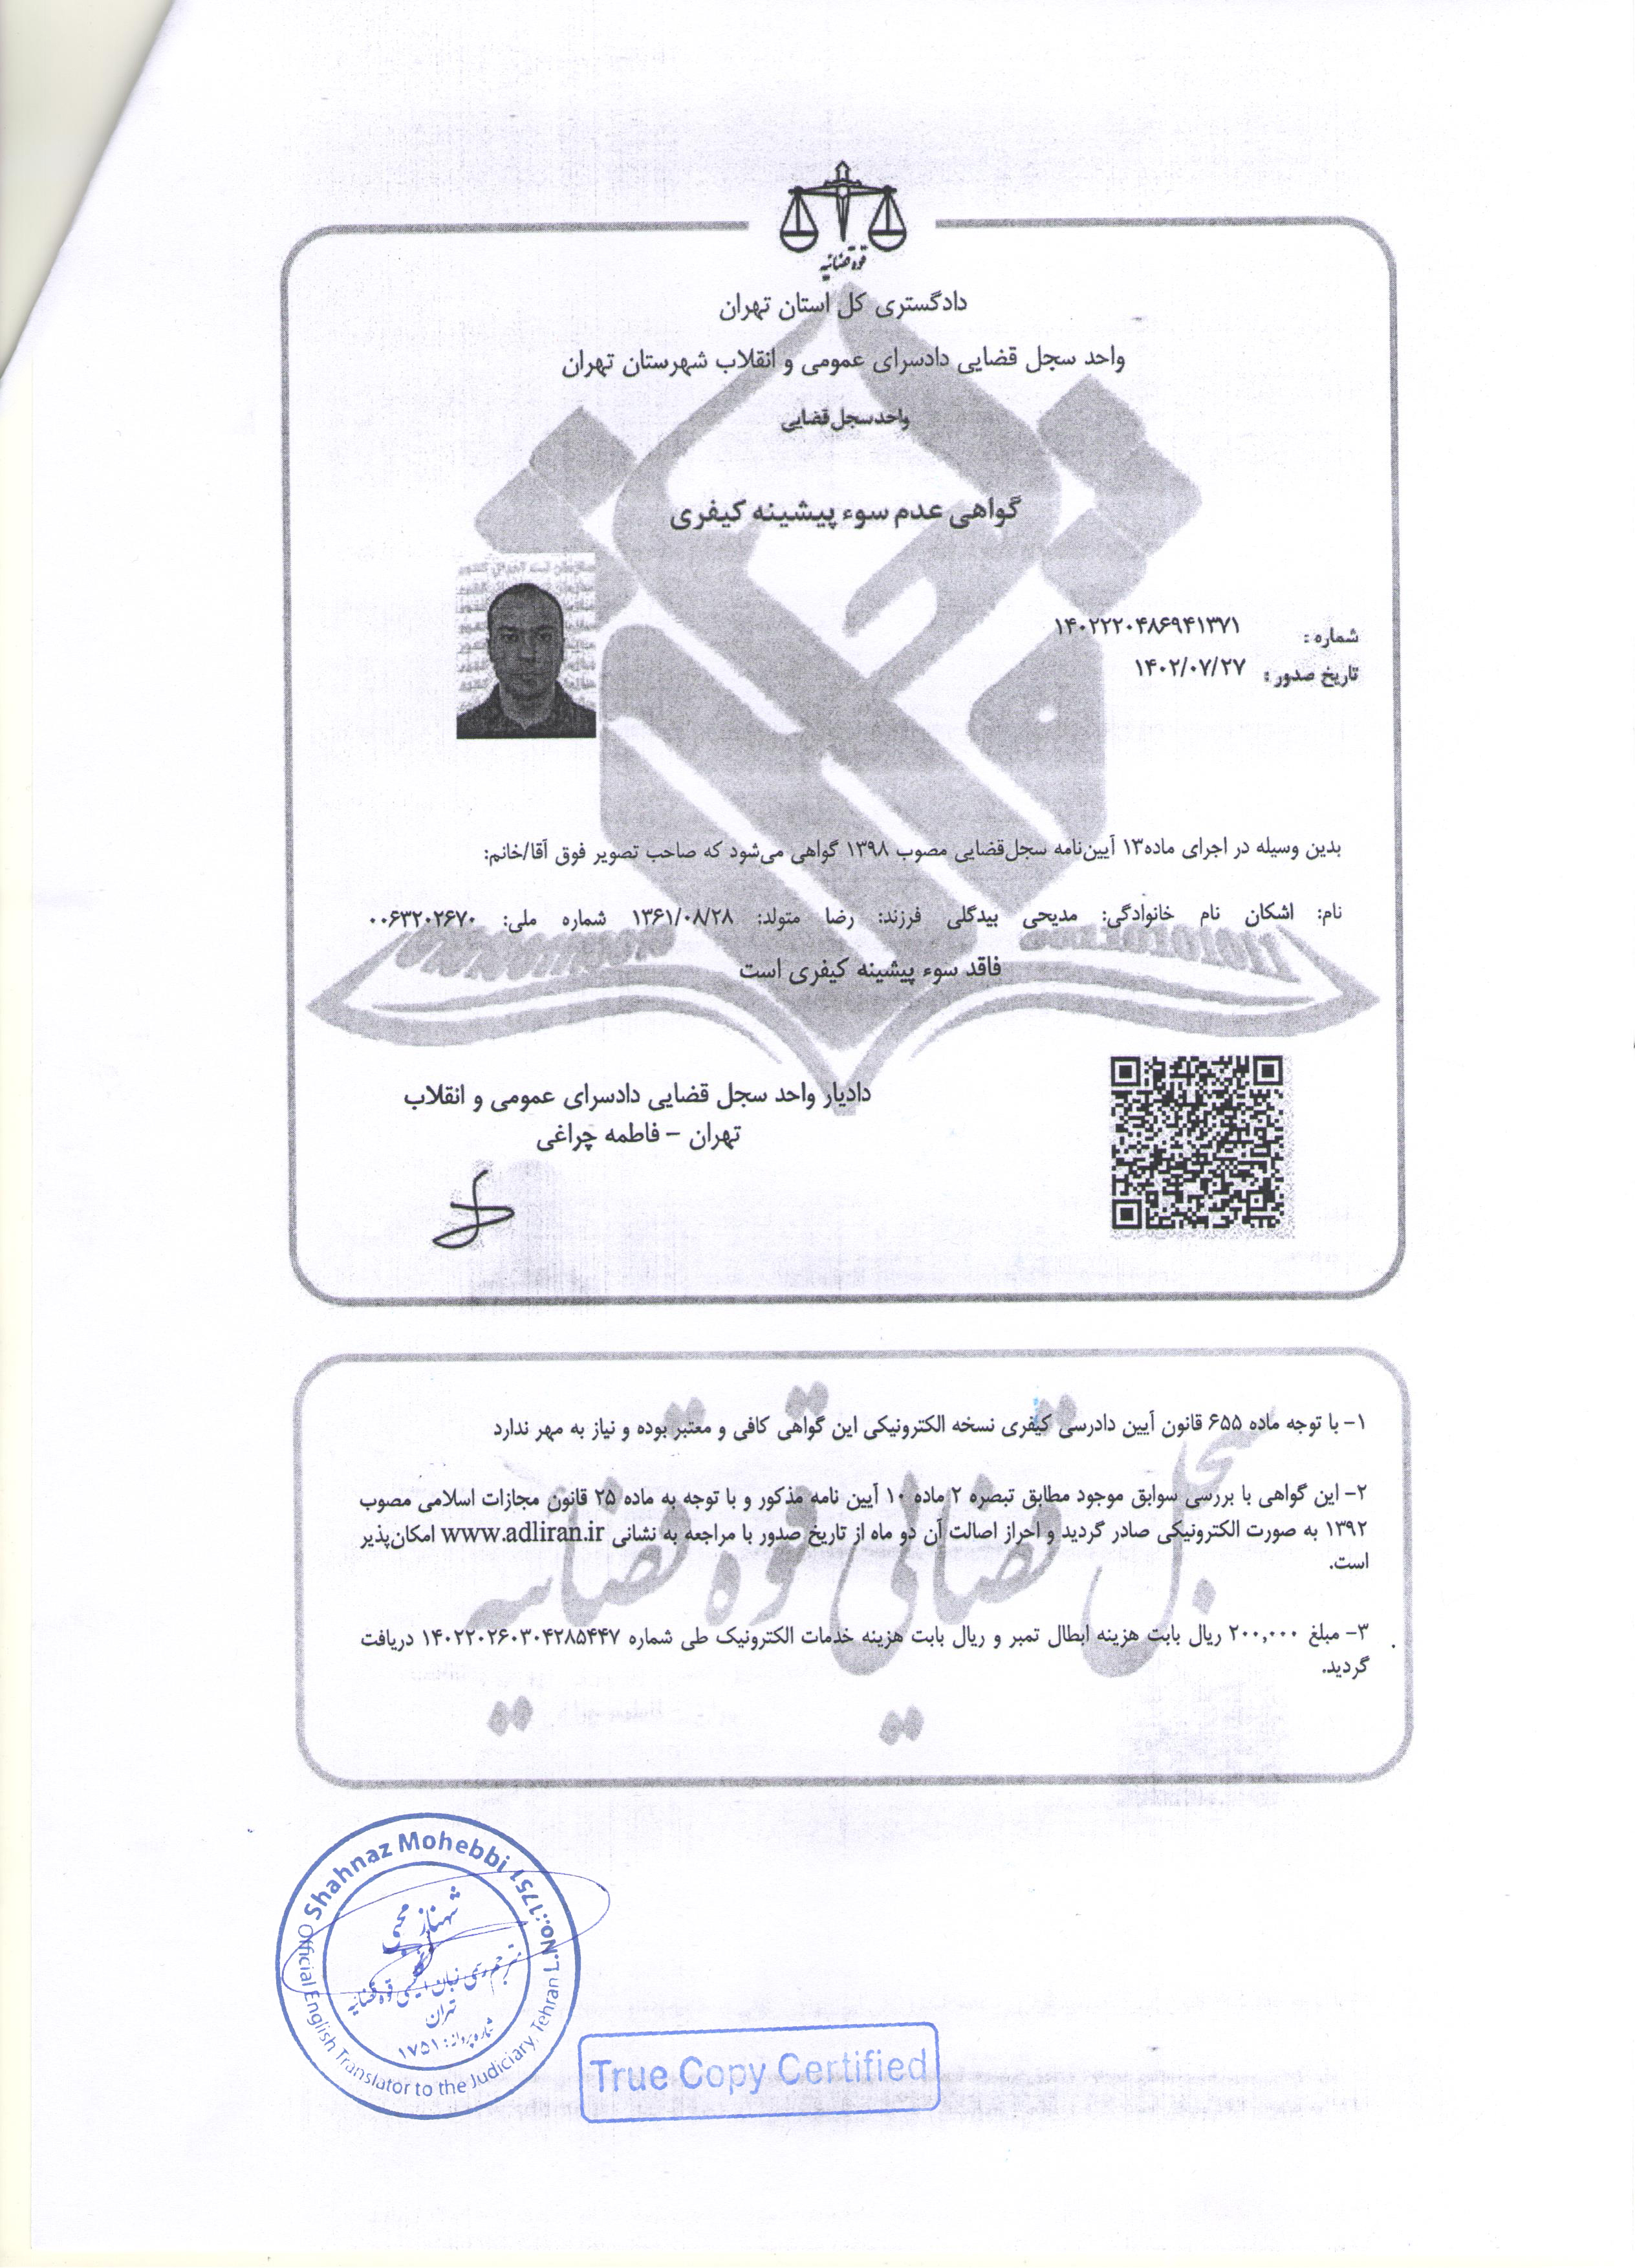 قوه قضائیه
دادگستری کل استان تهران
واحد سجل قضایی دادسرای عمومی و انقلاب شهرستان تهران
واحد سجل قضایی
گواهی عدم سوء پیشینه کیفری
شماره : ۱۴۰۲۲۲۰۴۸۶۹۴۱۳۷۱
تاریخ صدور : ۱۴۰۲/۰۷/۲۷
بدین وسیله در اجرای ماده۱۳ آیین‌نامه سجل‌قضایی مصوب ۱۳۹۸ گواهی می‌شود که صاحب تصویر فوق آقا/خانم:
نام: اشکان نام خانوادگی: مدیحی بیدگلی فرزند: رضا متولد: ۱۳۶۱/۰۸/۲۸ شماره ملی: ۰۰۶۳۲۰۲۶۷۰
فاقد سوء پیشینه کیفری است
دادیار واحد سجل قضایی دادسرای عمومی و انقلاب
تهران – فاطمه چراغی
۱- با توجه ماده ۶۵۵ قانون آیین دادرسی کیفری نسخه الکترونیکی این گواهی کافی و معتبر بوده و نیاز به مهر ندارد
۲- این گواهی با بررسی سوابق موجود مطابق تبصره ۲ ماده ۱۰ آیین نامه مذکور و با توجه به ماده ۲۵ قانون مجازات اسلامی مصوب
۱۳۹۲ به صورت الکترونیکی صادر گردید و احراز اصالت آن دو ماه از تاریخ صدور با مراجعه به نشانی www.adliran.ir امکان‌پذیر
است.
۳- مبلغ ۲۰۰,۰۰۰ ریال بابت هزینه ابطال تمبر و ریال بابت هزینه خدمات الکترونیک طی شماره ۱۴۰۲۲۰۲۶۰۳۰۴۲۸۵۴۴۷ دریافت
گردید.
سجل قضایی قوه قضاییه
Shahnaz Mohebbi L.No.:1751
Official English Translator to the Judiciary, Tehran
شهناز محبی
مترجم رسمی زبان انگلیسی قوه قضائیه
تهران
شماره پروانه: ۱۷۵۱
True Copy Certified